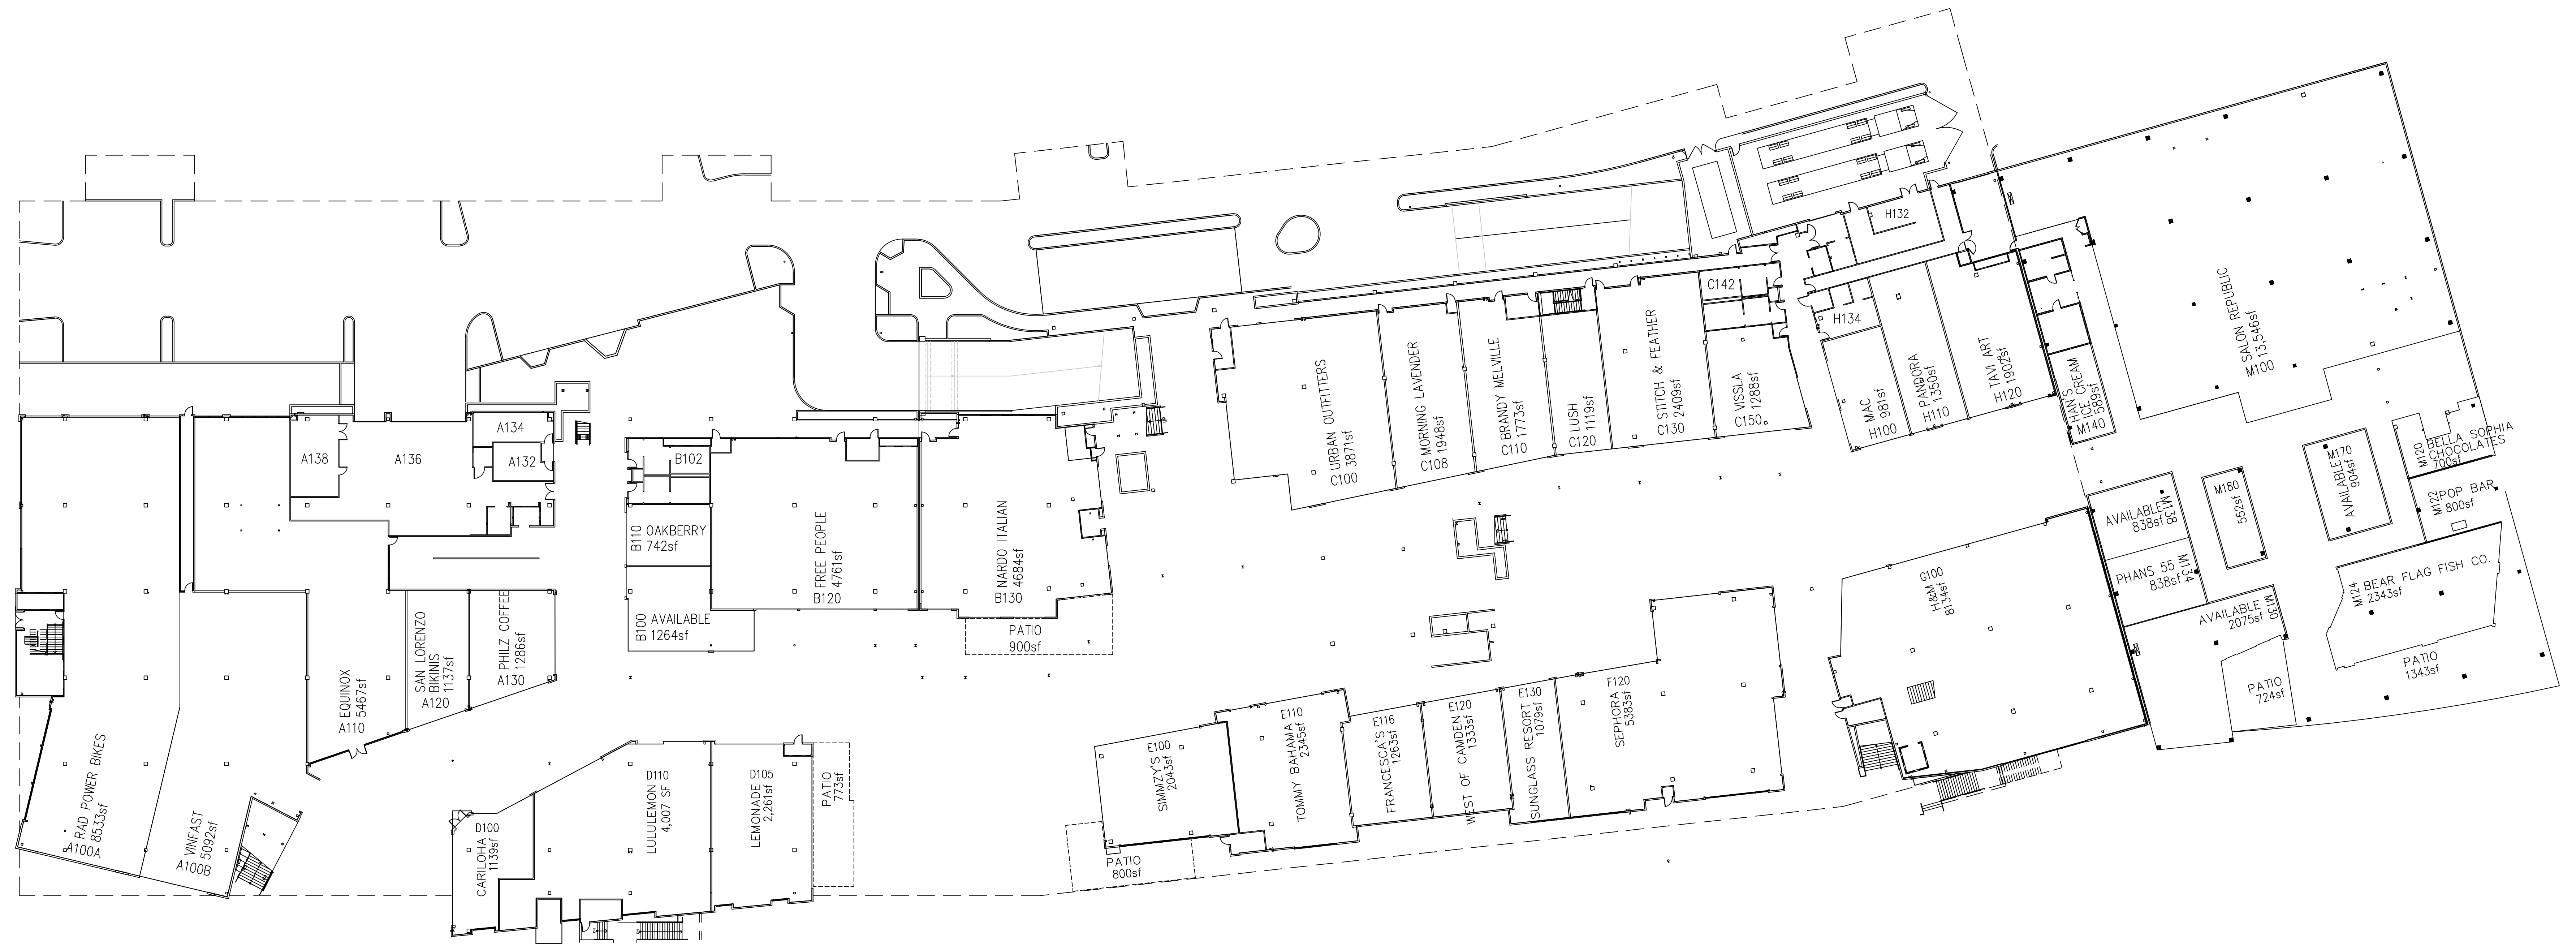 A138
A136
A134
A132
RAD POWER BIKES
8533sf
A100A
VINFAST
5092sf
A100B
EQUINOX
5467sf
A110
SAN LORENZO
BIKINIS
1137sf
A120
PHILZ COFFEE
1286sf
A130
B102
B110 OAKBERRY
742sf
B100 AVAILABLE
1264sf
FREE PEOPLE
4761sf
B120
NARDO ITALIAN
4684sf
B130
PATIO
900sf
D100
CARILOHA
1139sf
D110
LULULEMON
4,007 SF
D105
LEMONADE
2,261sf
PATIO
773sf
URBAN OUTFITTERS
3871sf
C100
MORNING LAVENDER
1948sf
C108
BRANDY MELVILLE
1773sf
C110
LUSH
1119sf
C120
STITCH & FEATHER
2409sf
C130
C142
VISSLA
1288sf
C150
E100
SIMMZY'S
2043sf
PATIO
800sf
E110
TOMMY BAHAMA
2345sf
E116
FRANCESCA'S
1263sf
E120
WEST OF CAMDEN
1333sf
E130
SUNGLASS RESORT
1079sf
F120
SEPHORA
5383sf
H132
H134
MAC
981sf
H100
PANDORA
1350sf
H110
TAVI ART
1902sf
H120
G100
H&M
8134sf
HAN'S
ICE CREAM
589sf
M140
SALON REPUBLIC
13,546sf
M100
AVAILABLE
838sf
M138
PHANS 55
838sf
M134
M180
552sf
M170
AVAILABLE
904sf
M120
BELLA SOPHIA
CHOCOLATES
700sf
M122
POP BAR
800sf
M124
BEAR FLAG FISH CO.
2343sf
PATIO
1343sf
M130
AVAILABLE
2075sf
PATIO
724sf